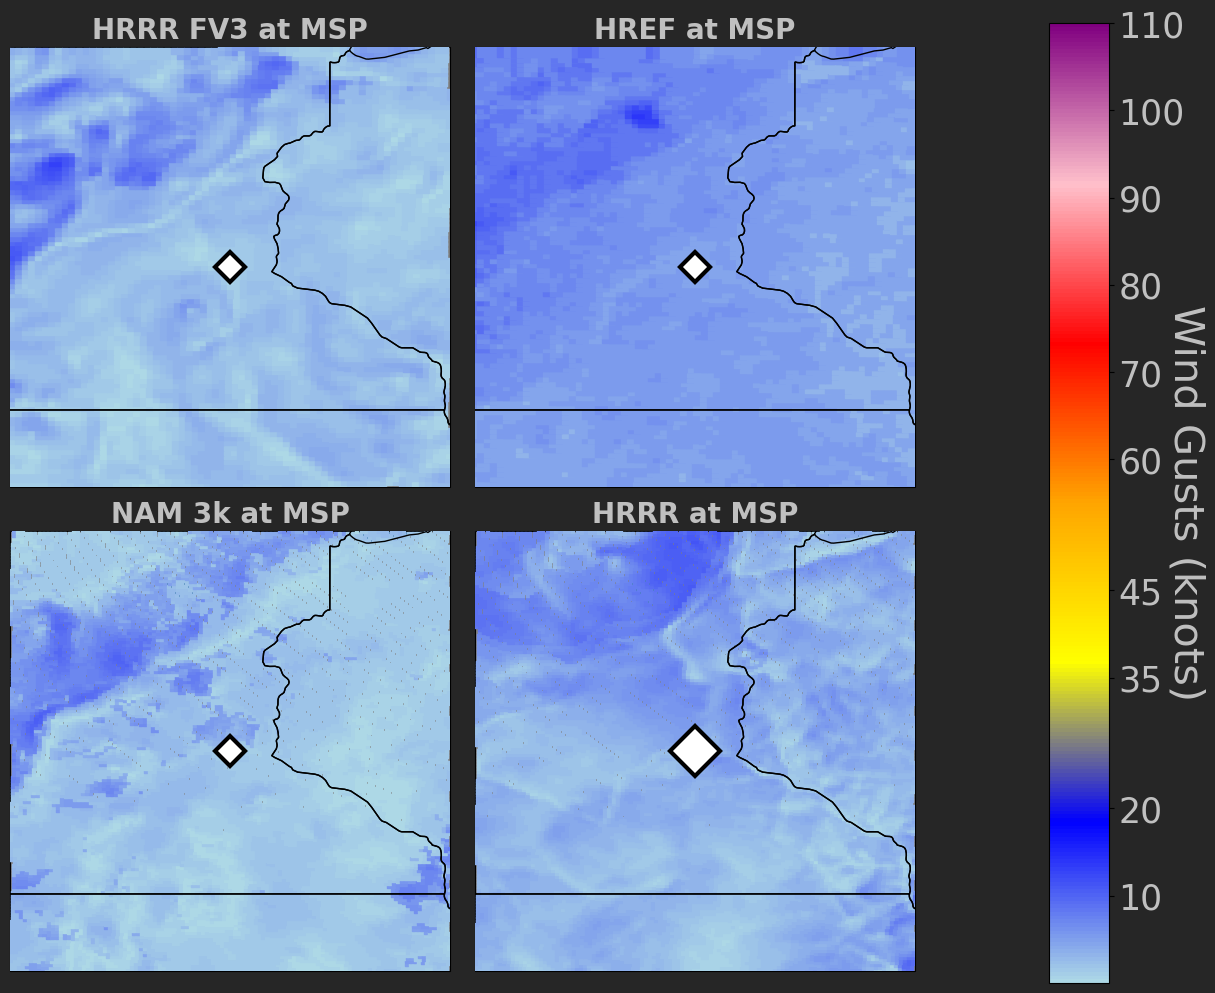 HRRR FV3 at MSP
HREF at MSP
NAM 3k at MSP
HRRR at MSP
110
100
90
80
70
60
45
35
20
10
Wind Gusts (knots)